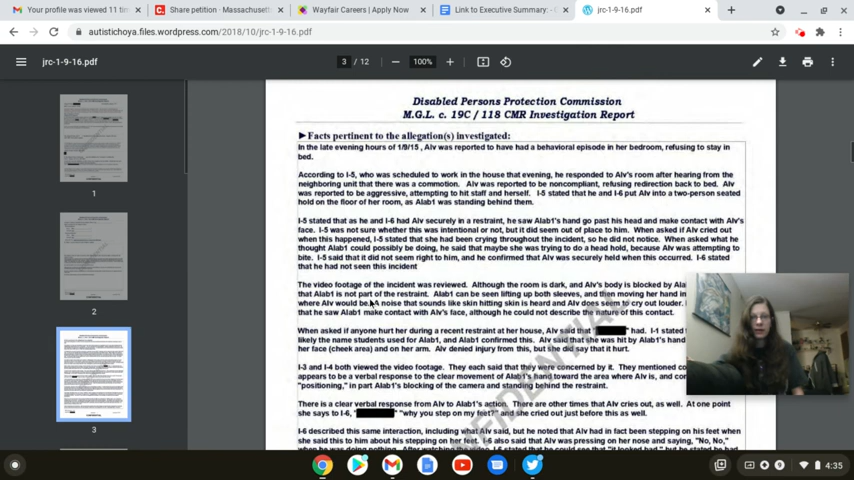 Your profile was viewed 11 tim
Share petition · Massachusett
Wayfair Careers | Apply Now
Link to Executive Summary: - E
jrc-1-9-16.pdf
autistichoya.files.wordpress.com/2018/10/jrc-1-9-16.pdf
jrc-1-9-16.pdf
3 / 12
100%
1
2
3
Disabled Persons Protection Commission
M.G.L. c. 19C / 118 CMR Investigation Report
►Facts pertinent to the allegation(s) investigated:
In the late evening hours of 1/9/15 , Alv was reported to have had a behavioral episode in her bedroom, refusing to stay in
bed.
According to I-5, who was scheduled to work in the house that evening, he responded to Alv's room after hearing from the
neighboring unit that there was a commotion. Alv was reported to be noncompliant, refusing redirection back to bed. Alv
was reported to be aggressive, attempting to hit staff and herself. I-5 stated that he and I-6 put Alv into a two-person seated
hold on the floor of her room, as Alab1 was standing behind them.
I-5 stated that as he and I-6 had Alv securely in a restraint, he saw Alab1's hand go past his head and make contact with Alv's
face. I-5 was not sure whether this was intentional or not, but it did seem out of place to him. When asked if Alv cried out
when this happened, I-5 stated that she had been crying throughout the incident, so he did not notice. When asked what he
thought Alab1 could possibly be doing, he said that maybe she was trying to do a head hold, because Alv was attempting to
bite. I-5 said that it did not seem right to him, and he confirmed that Alv was securely held when this occurred. I-6 stated
that he had not seen this incident
The video footage of the incident was reviewed. Although the room is dark, and Alv's body is blocked by Alab
that Alab1 is not part of the restraint. Alab1 can be seen lifting up both sleeves, and then moving her hand in
where Alv would be. A noise that sounds like skin hitting skin is heard and Alv does seem to cry out louder. I
that he saw Alab1 make contact with Alv's face, although he could not describe the nature of this contact.
When asked if anyone hurt her during a recent restraint at her house, Alv said that " " had. I-1 stated
likely the name students used for Alab1, and Alab1 confirmed this. Alv said that she was hit by Alab1's hand
her face (cheek area) and on her arm. Alv denied injury from this, but she did say that it hurt.
I-3 and I-4 both viewed the video footage. They each said that they were concerned by it. They mentioned co
appears to be a verbal response to the clear movement of Alab1's hand toward the area where Alv is, and con
"positioning," in part Alab1's blocking of the camera and standing behind the restraint.
There is a clear verbal response from Alv to Alab1's action. There are other times that Alv cries out, as well. At one point
she says to I-6, " " "why you step on my feet?" and she cried out just before this as well.
I-6 described this same interaction, including what Alv said, but he noted that Alv had in fact been stepping on his feet when
she said this to him about his stepping on her feet. I-6 also said that Alv was pressing on her nose and saying, "No, No,"
4:35